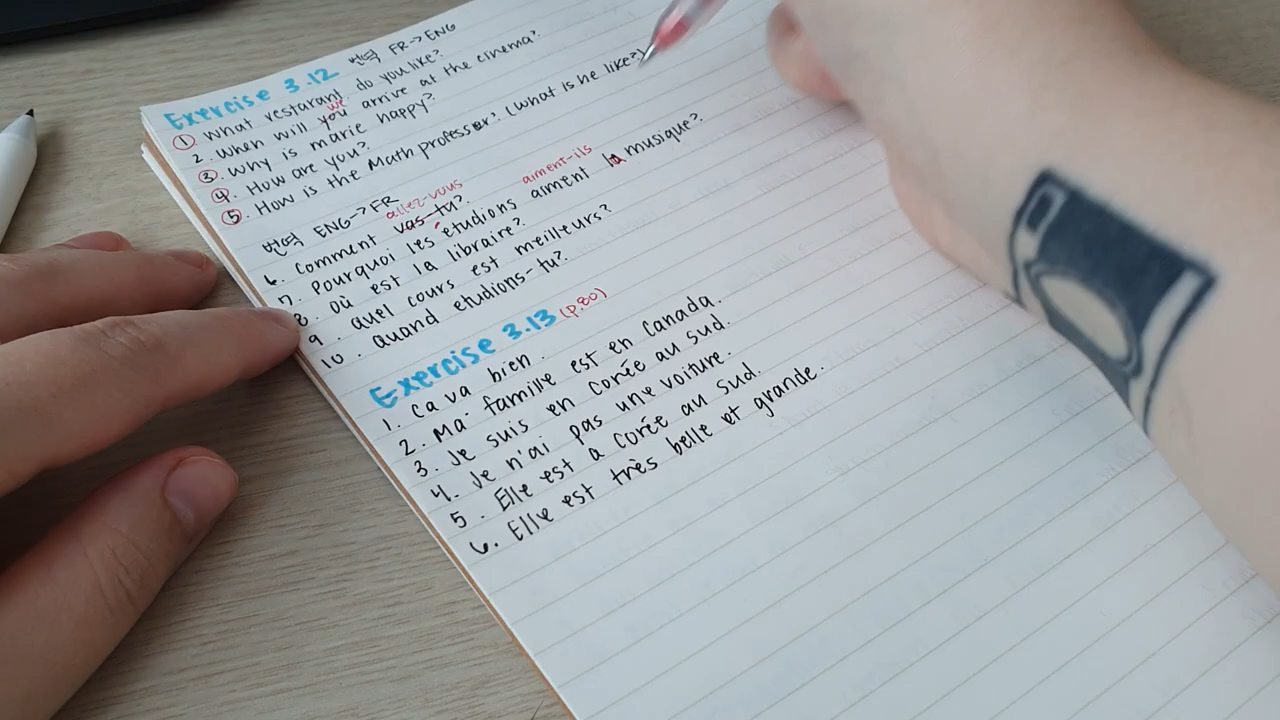 Exercise 3.12 번역 FR → ENG
1. What restarant do you like?
we
2. When will you arrive at the cinema?
3. Why is marie happy?
4. How are you?
5. How is the Math professor? (What is he like?)
번역 ENG → FR
allez-vous
6. Comment vas-tu?
aiment-ils
7. Pourquoi les étudions aiment la musique?
8. Où est la libraire?
9. quel cours est meilleurs?
10. Quand etudions-tu?
Exercise 3.13 (p.80)
1. Ca va bien.
2. Ma famille est en Canada.
3. Je suis en Corée au Sud.
4. Je n'ai pas une voiture.
5. Elle est a Corée au Sud.
6. Elle est très belle et grande.